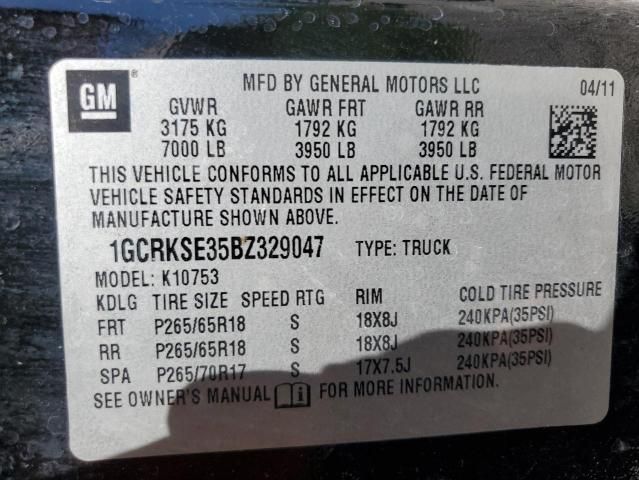 GM ®
MFD BY GENERAL MOTORS LLC 04/11
GVWR GAWR FRT GAWR RR
3175 KG 1792 KG 1792 KG
7000 LB 3950 LB 3950 LB
THIS VEHICLE CONFORMS TO ALL APPLICABLE U.S. FEDERAL MOTOR
VEHICLE SAFETY STANDARDS IN EFFECT ON THE DATE OF
MANUFACTURE SHOWN ABOVE.
1GCRKSE35BZ329047 TYPE: TRUCK
MODEL: K10753
KDLG TIRE SIZE SPEED RTG RIM COLD TIRE PRESSURE
FRT P265/65R18 S 18X8J 240KPA(35PSI)
RR P265/65R18 S 18X8J 240KPA(35PSI)
SPA P265/70R17 S 17X7.5J 240KPA(35PSI)
SEE OWNER'S MANUAL i FOR MORE INFORMATION.